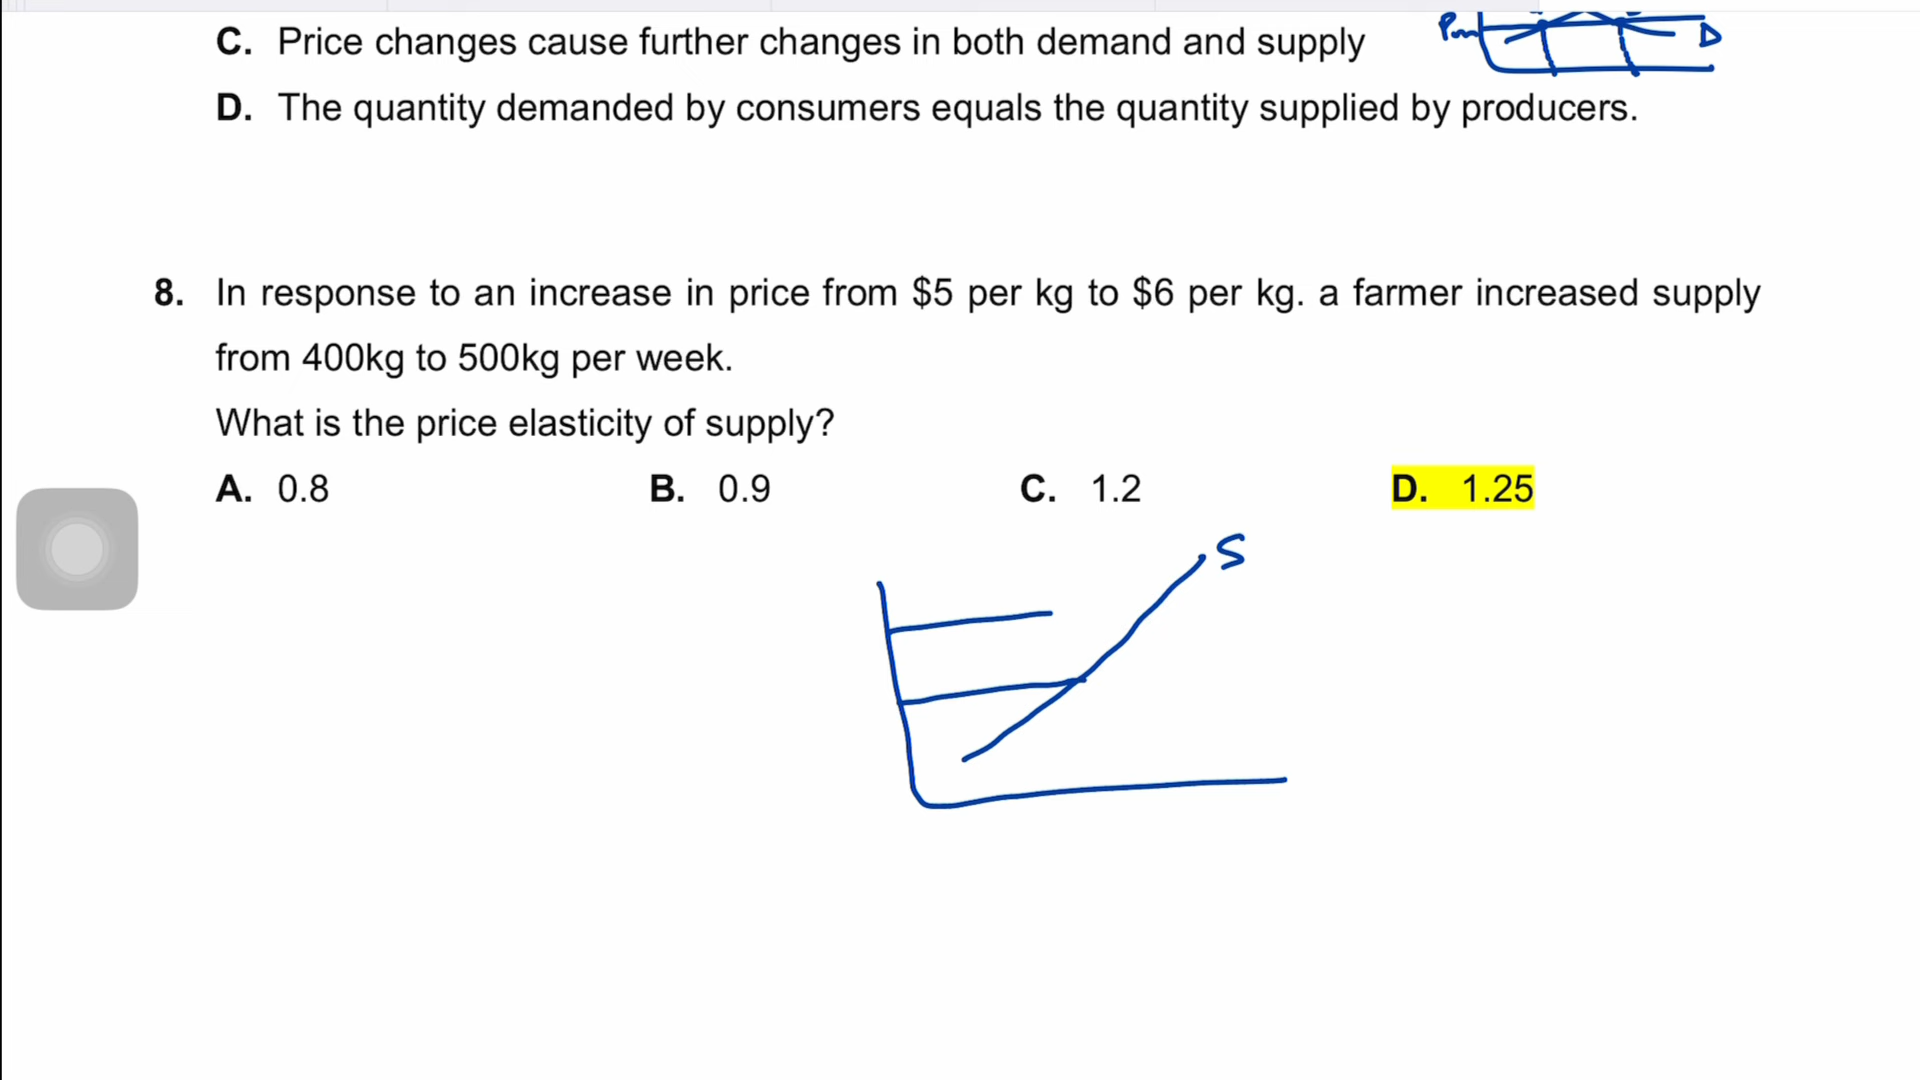 C. Price changes cause further changes in both demand and supply
D
D. The quantity demanded by consumers equals the quantity supplied by producers.
8. In response to an increase in price from $5 per kg to $6 per kg. a farmer increased supply
from 400kg to 500kg per week.
What is the price elasticity of supply?
A. 0.8 B. 0.9 C. 1.2 D. 1.25
S